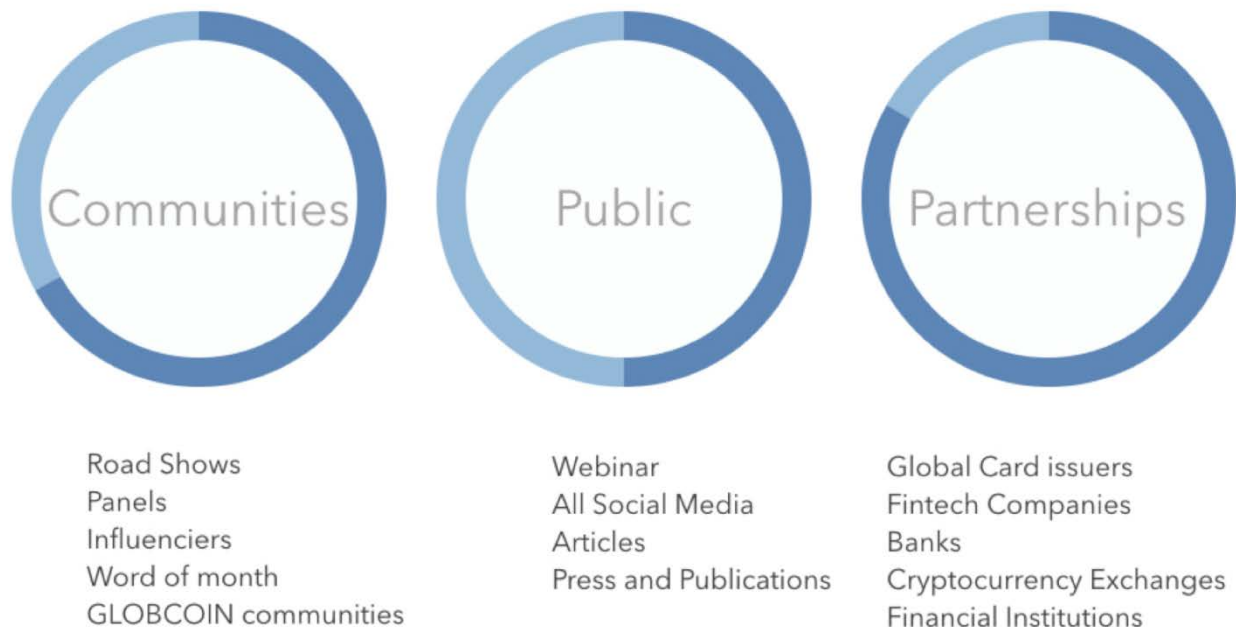 Communities
Public
Partnerships
Road Shows
Panels
Influenciers
Word of month
GLOBCOIN communities
Webinar
All Social Media
Articles
Press and Publications
Global Card issuers
Fintech Companies
Banks
Cryptocurrency Exchanges
Financial Institutions